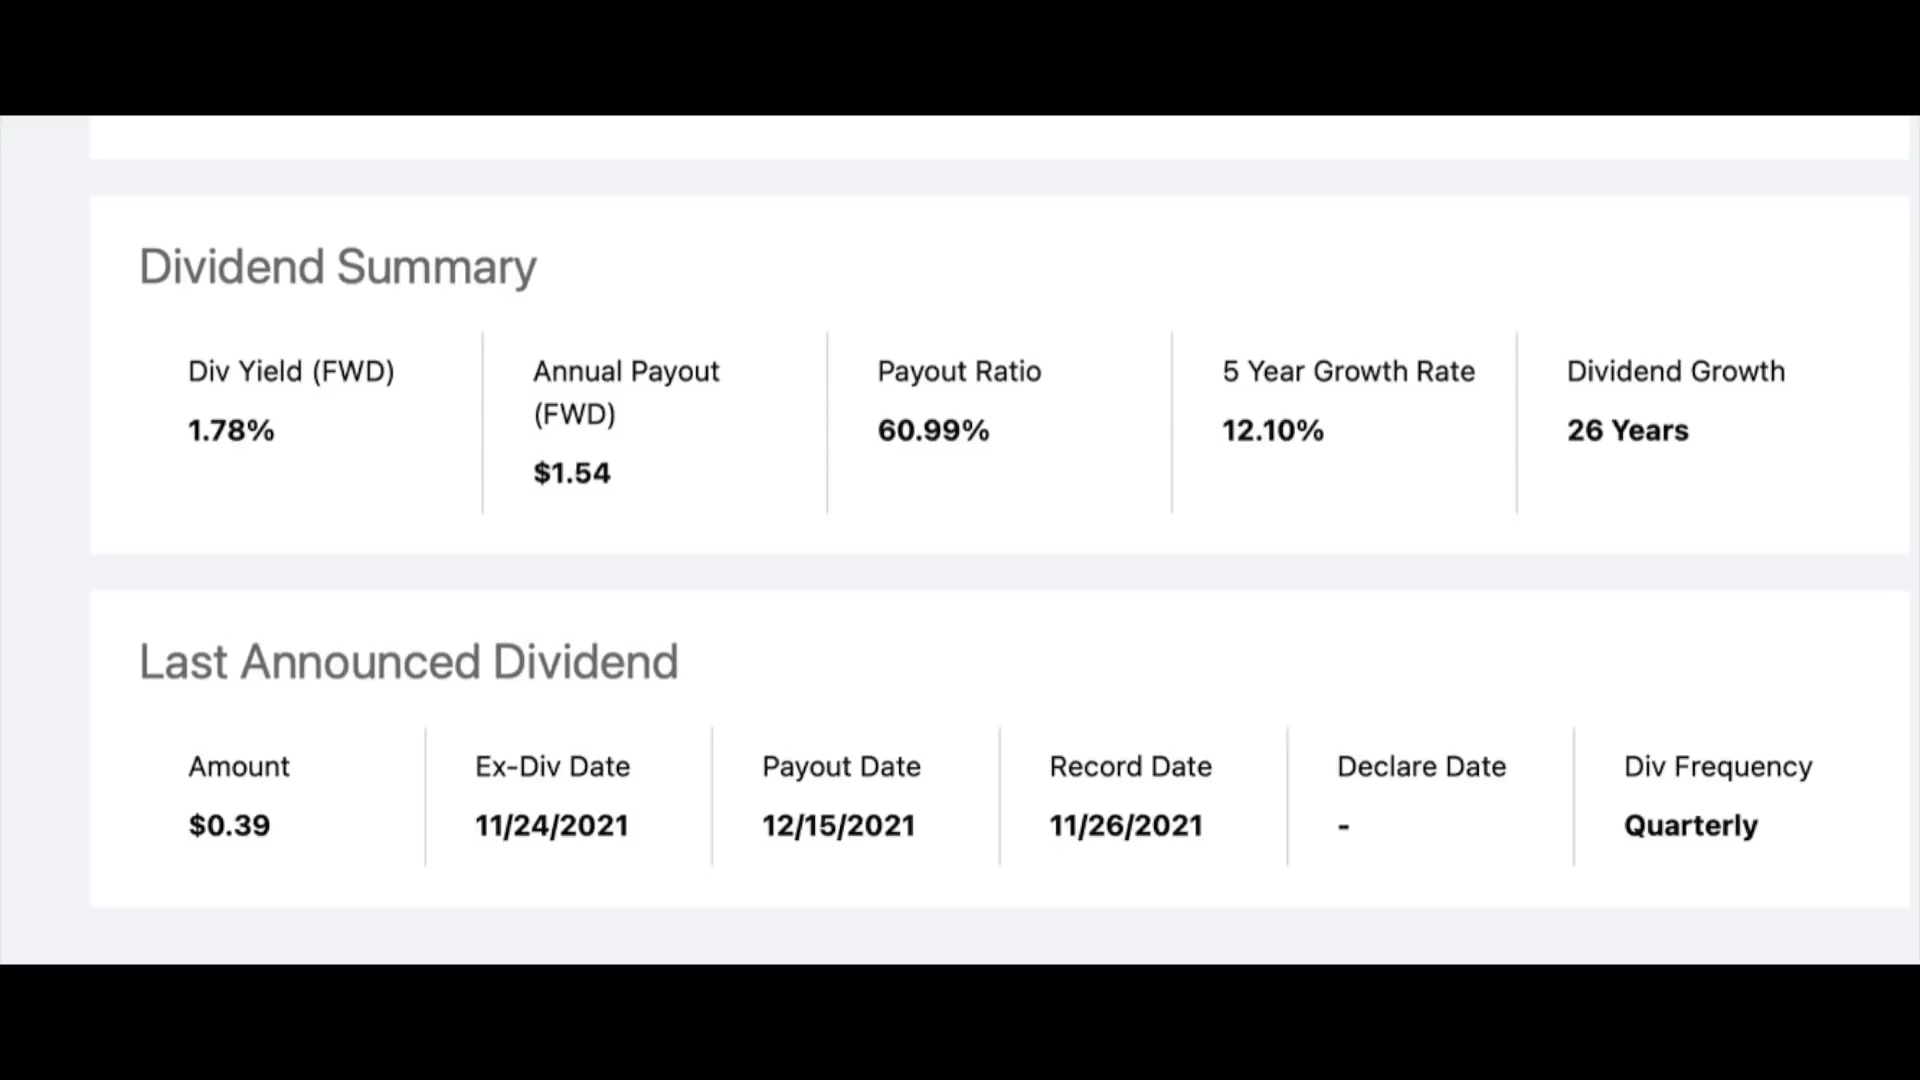 Dividend Summary
Div Yield (FWD)
1.78%
Annual Payout
(FWD)
$1.54
Payout Ratio
60.99%
5 Year Growth Rate
12.10%
Dividend Growth
26 Years
Last Announced Dividend
Amount
$0.39
Ex-Div Date
11/24/2021
Payout Date
12/15/2021
Record Date
11/26/2021
Declare Date
-
Div Frequency
Quarterly